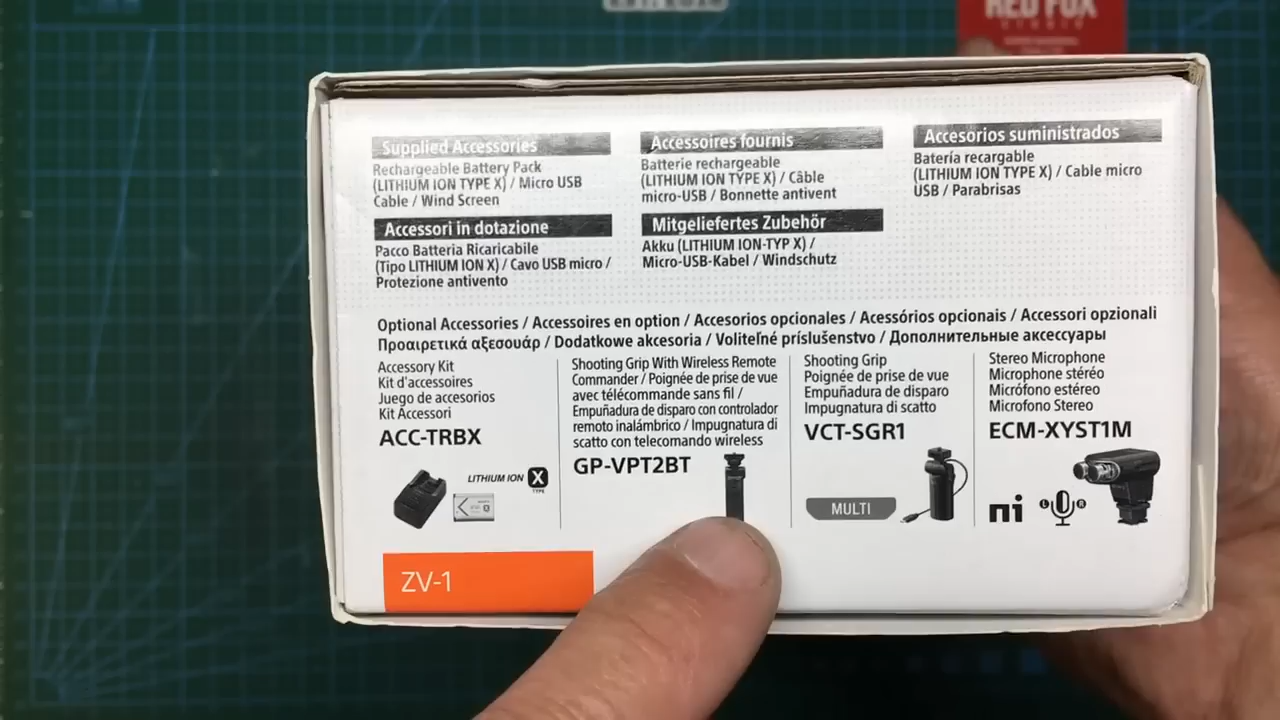 RED FOX
Supplied Accessories
Rechargeable Battery Pack
(LITHIUM ION TYPE X) / Micro USB
Cable / Wind Screen
Accessoires fournis
Batterie rechargeable
(LITHIUM ION TYPE X) / Câble
micro-USB / Bonnette antivent
Accesorios suministrados
Batería recargable
(LITHIUM ION TYPE X) / Cable micro
USB / Parabrisas
Accessori in dotazione
Pacco Batteria Ricaricabile
(Tipo LITHIUM ION X) / Cavo USB micro /
Protezione antivento
Mitgeliefertes Zubehör
Akku (LITHIUM ION-TYP X) /
Micro-USB-Kabel / Windschutz
Optional Accessories / Accessoires en option / Accesorios opcionales / Acessórios opcionais / Accessori opzionali
Προαιρετικά αξεσουάρ / Dodatkowe akcesoria / Voliteľné príslušenstvo / Дополнительные аксессуары
Accessory Kit
Kit d'accessoires
Juego de accesorios
Kit Accessori
ACC-TRBX
LITHIUM ION X
TYPE
Shooting Grip With Wireless Remote
Commander / Poignée de prise de vue
avec télécommande sans fil /
Empuñadura de disparo con controlador
remoto inalámbrico / Impugnatura di
scatto con telecomando wireless
GP-VPT2BT
Shooting Grip
Poignée de prise de vue
Empuñadura de disparo
Impugnatura di scatto
VCT-SGR1
MULTI
Stereo Microphone
Microphone stéréo
Micrófono estéreo
Microfono Stereo
ECM-XYST1M
L R
ZV-1